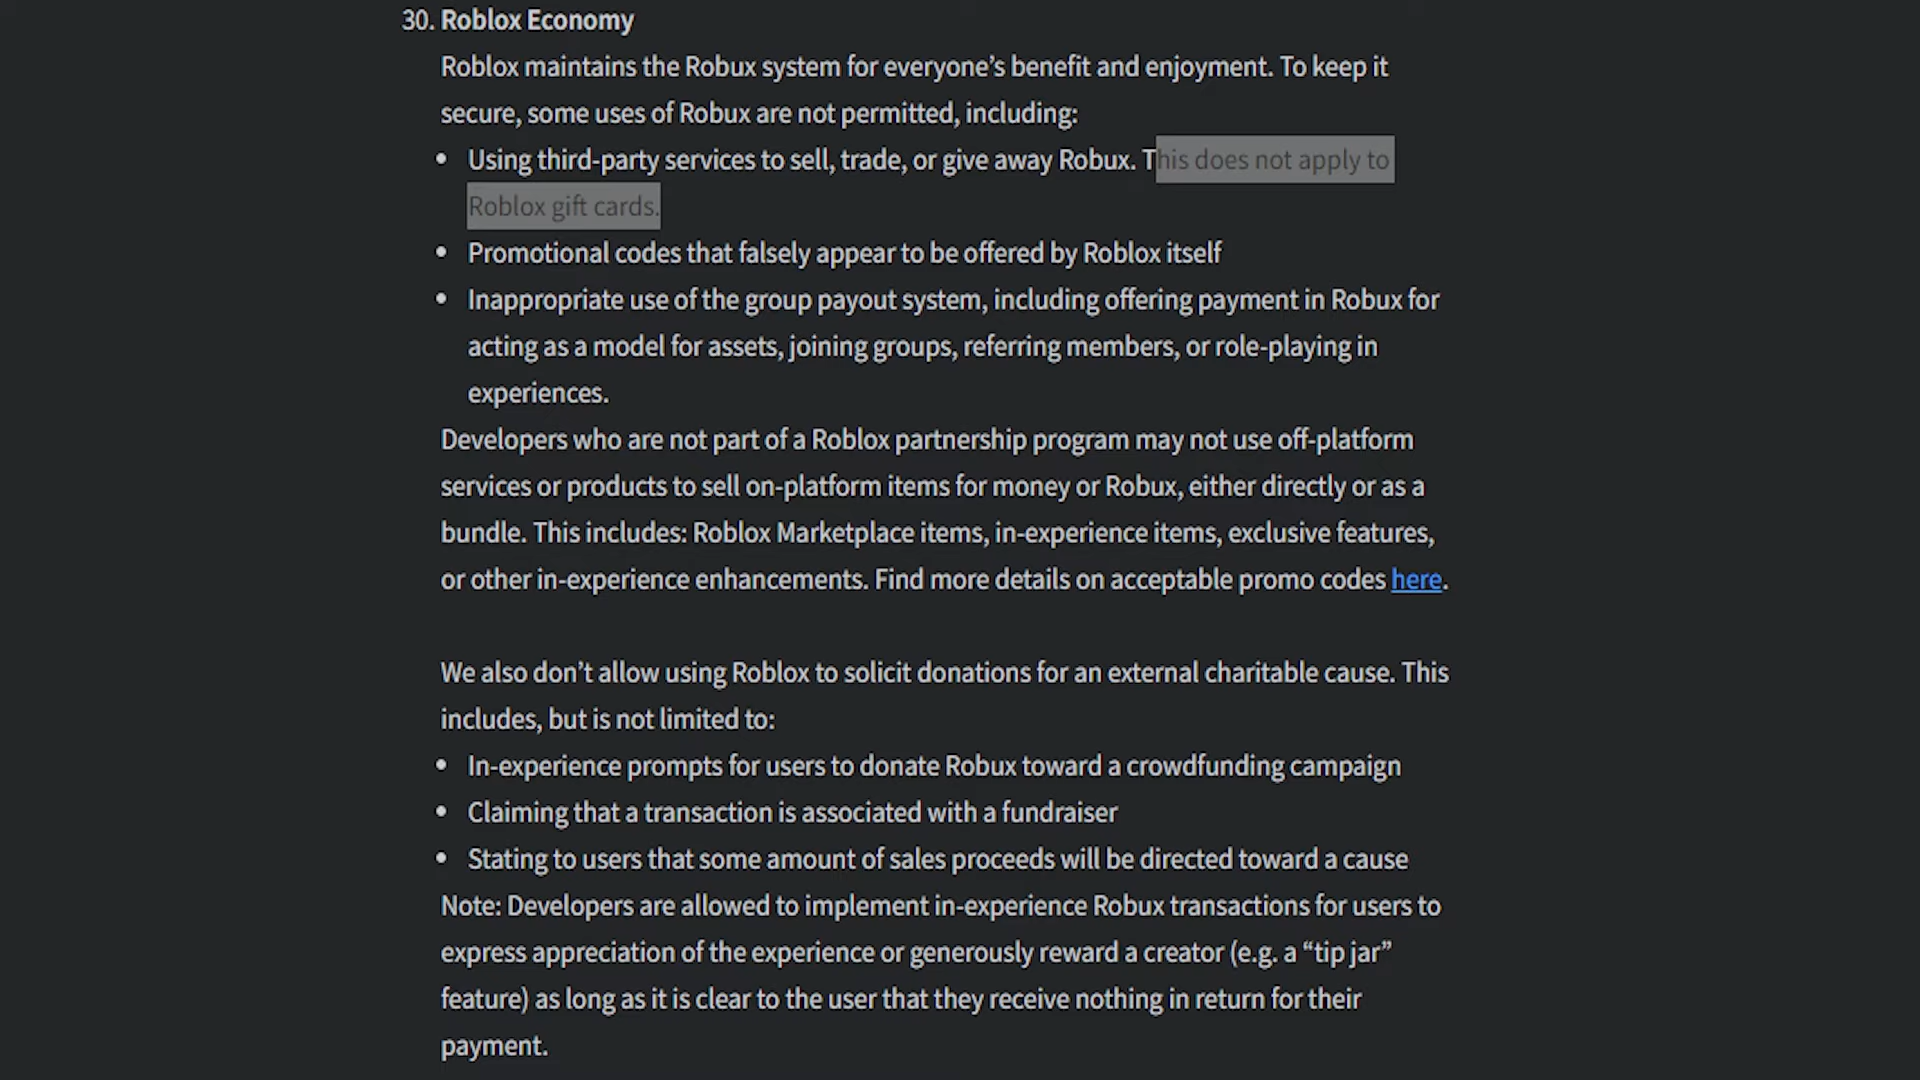 30. Roblox Economy
Roblox maintains the Robux system for everyone’s benefit and enjoyment. To keep it
secure, some uses of Robux are not permitted, including:
• Using third-party services to sell, trade, or give away Robux. This does not apply to
Roblox gift cards.
• Promotional codes that falsely appear to be offered by Roblox itself
• Inappropriate use of the group payout system, including offering payment in Robux for
acting as a model for assets, joining groups, referring members, or role-playing in
experiences.
Developers who are not part of a Roblox partnership program may not use off-platform
services or products to sell on-platform items for money or Robux, either directly or as a
bundle. This includes: Roblox Marketplace items, in-experience items, exclusive features,
or other in-experience enhancements. Find more details on acceptable promo codes here.
We also don’t allow using Roblox to solicit donations for an external charitable cause. This
includes, but is not limited to:
• In-experience prompts for users to donate Robux toward a crowdfunding campaign
• Claiming that a transaction is associated with a fundraiser
• Stating to users that some amount of sales proceeds will be directed toward a cause
Note: Developers are allowed to implement in-experience Robux transactions for users to
express appreciation of the experience or generously reward a creator (e.g. a “tip jar”
feature) as long as it is clear to the user that they receive nothing in return for their
payment.